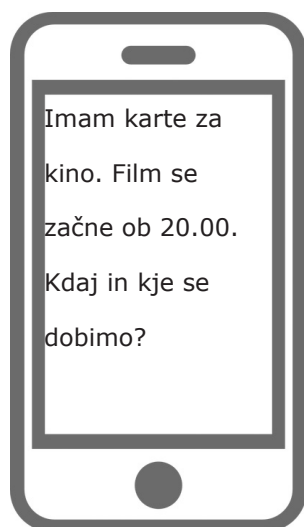 Imam karte za
kino. Film se
začne ob 20.00.
Kdaj in kje se
dobimo?